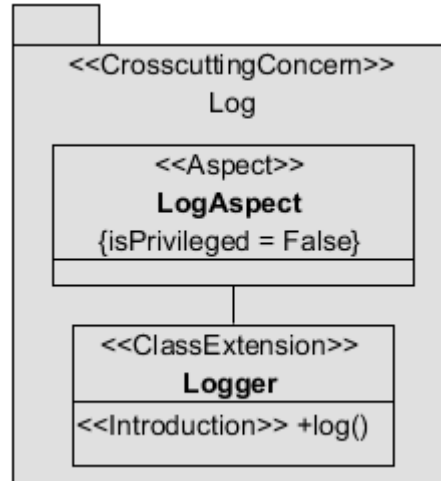 <<CrosscuttingConcern>>
Log
<<Aspect>>
LogAspect
{isPrivileged = False}
<<ClassExtension>>
Logger
<<Introduction>> +log()